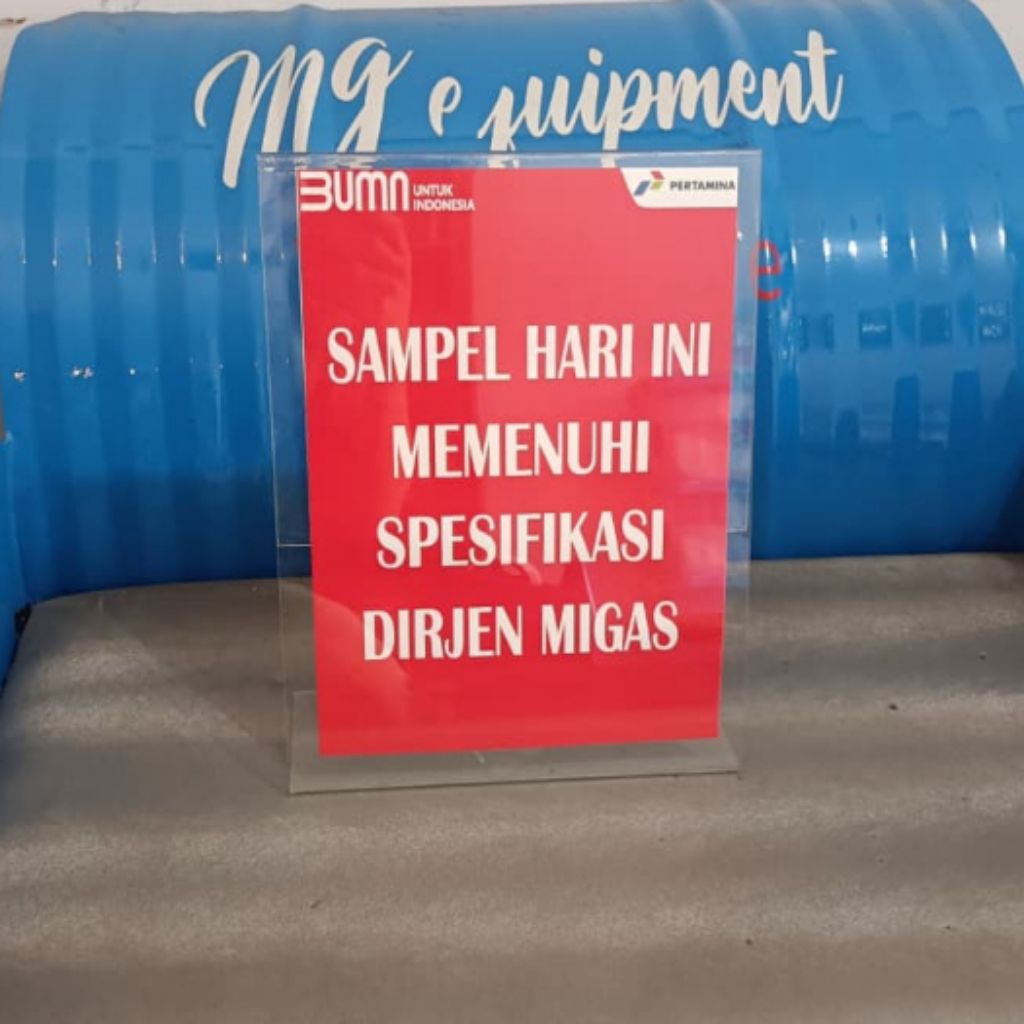 MG equipment
BUMN UNTUK
INDONESIA
PERTAMINA
e
SAMPEL HARI INI
MEMENUHI
SPESIFIKASI
DIRJEN MIGAS